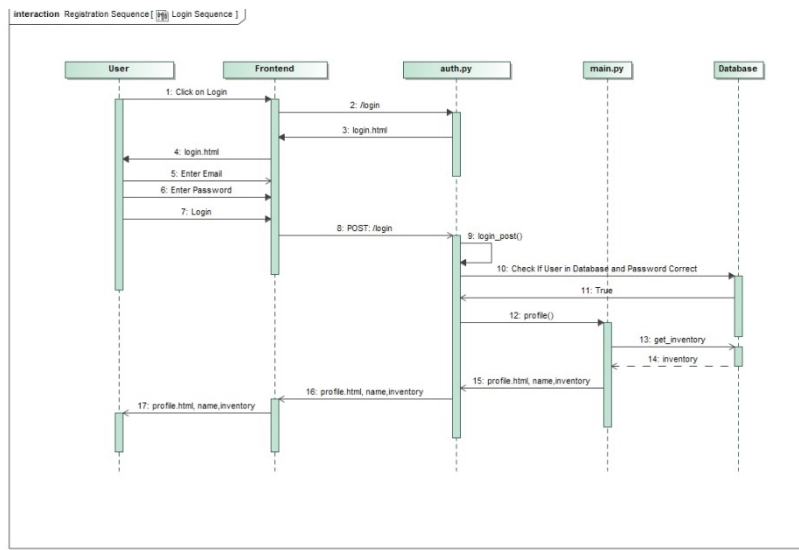 interaction Registration Sequence [ Login Sequence ]
User Frontend auth.py main.py Database
1: Click on Login
2: /login
3: login.html
4: login.html
5: Enter Email
6: Enter Password
7: Login
8: POST: /login
9: login_post()
10: Check If User in Database and Password Correct
11: True
12: profile()
13: get_inventory
14: inventory
15: profile.html, name,inventory
16: profile.html,name,inventory
17: profile.html, name,inventory